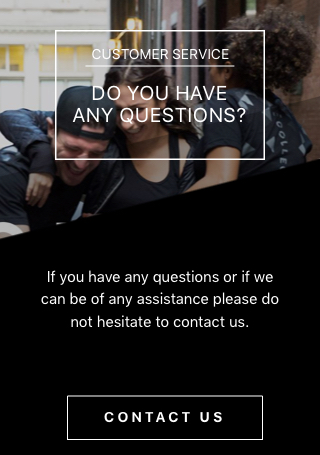 CUSTOMER SERVICE
DO YOU HAVE
ANY QUESTIONS?
If you have any questions or if we
can be of any assistance please do
not hesitate to contact us.
CONTACT US